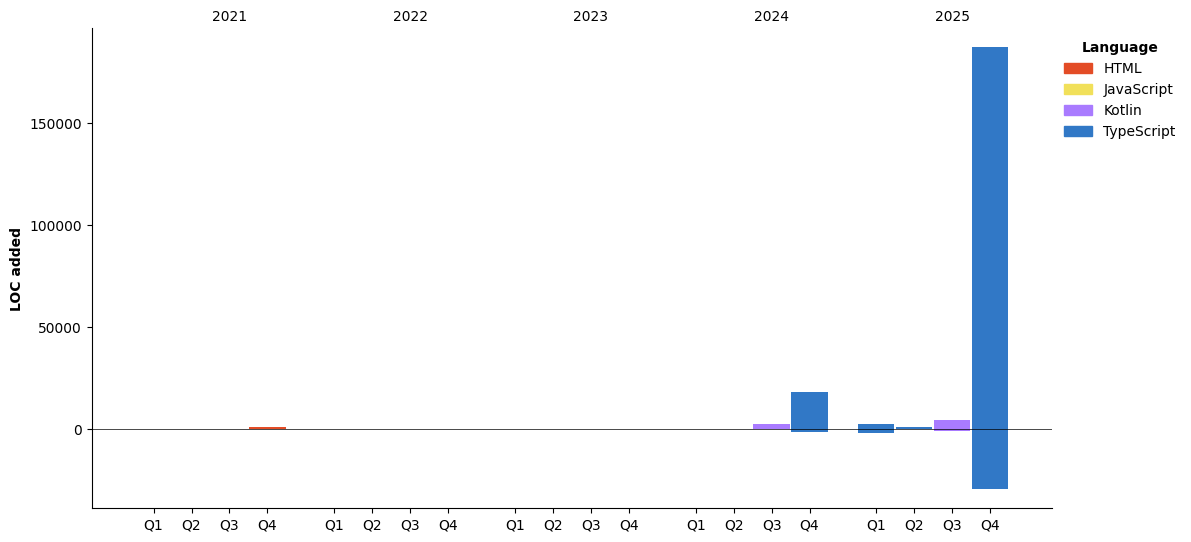 2021 2022 2023 2024 2025
Language
HTML
JavaScript
Kotlin
TypeScript
LOC added
150000
100000
50000
0
Q1 Q2 Q3 Q4 Q1 Q2 Q3 Q4 Q1 Q2 Q3 Q4 Q1 Q2 Q3 Q4 Q1 Q2 Q3 Q4